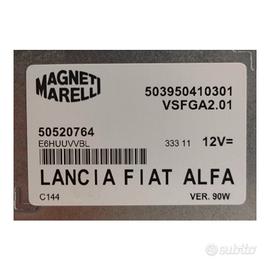 MAGNETI
MARELLI
503950410301
VSFGA2.01
50520764
E6HUUVVBL
333 11
12V=
LANCIA FIAT ALFA
C144
VER. 90W
subito